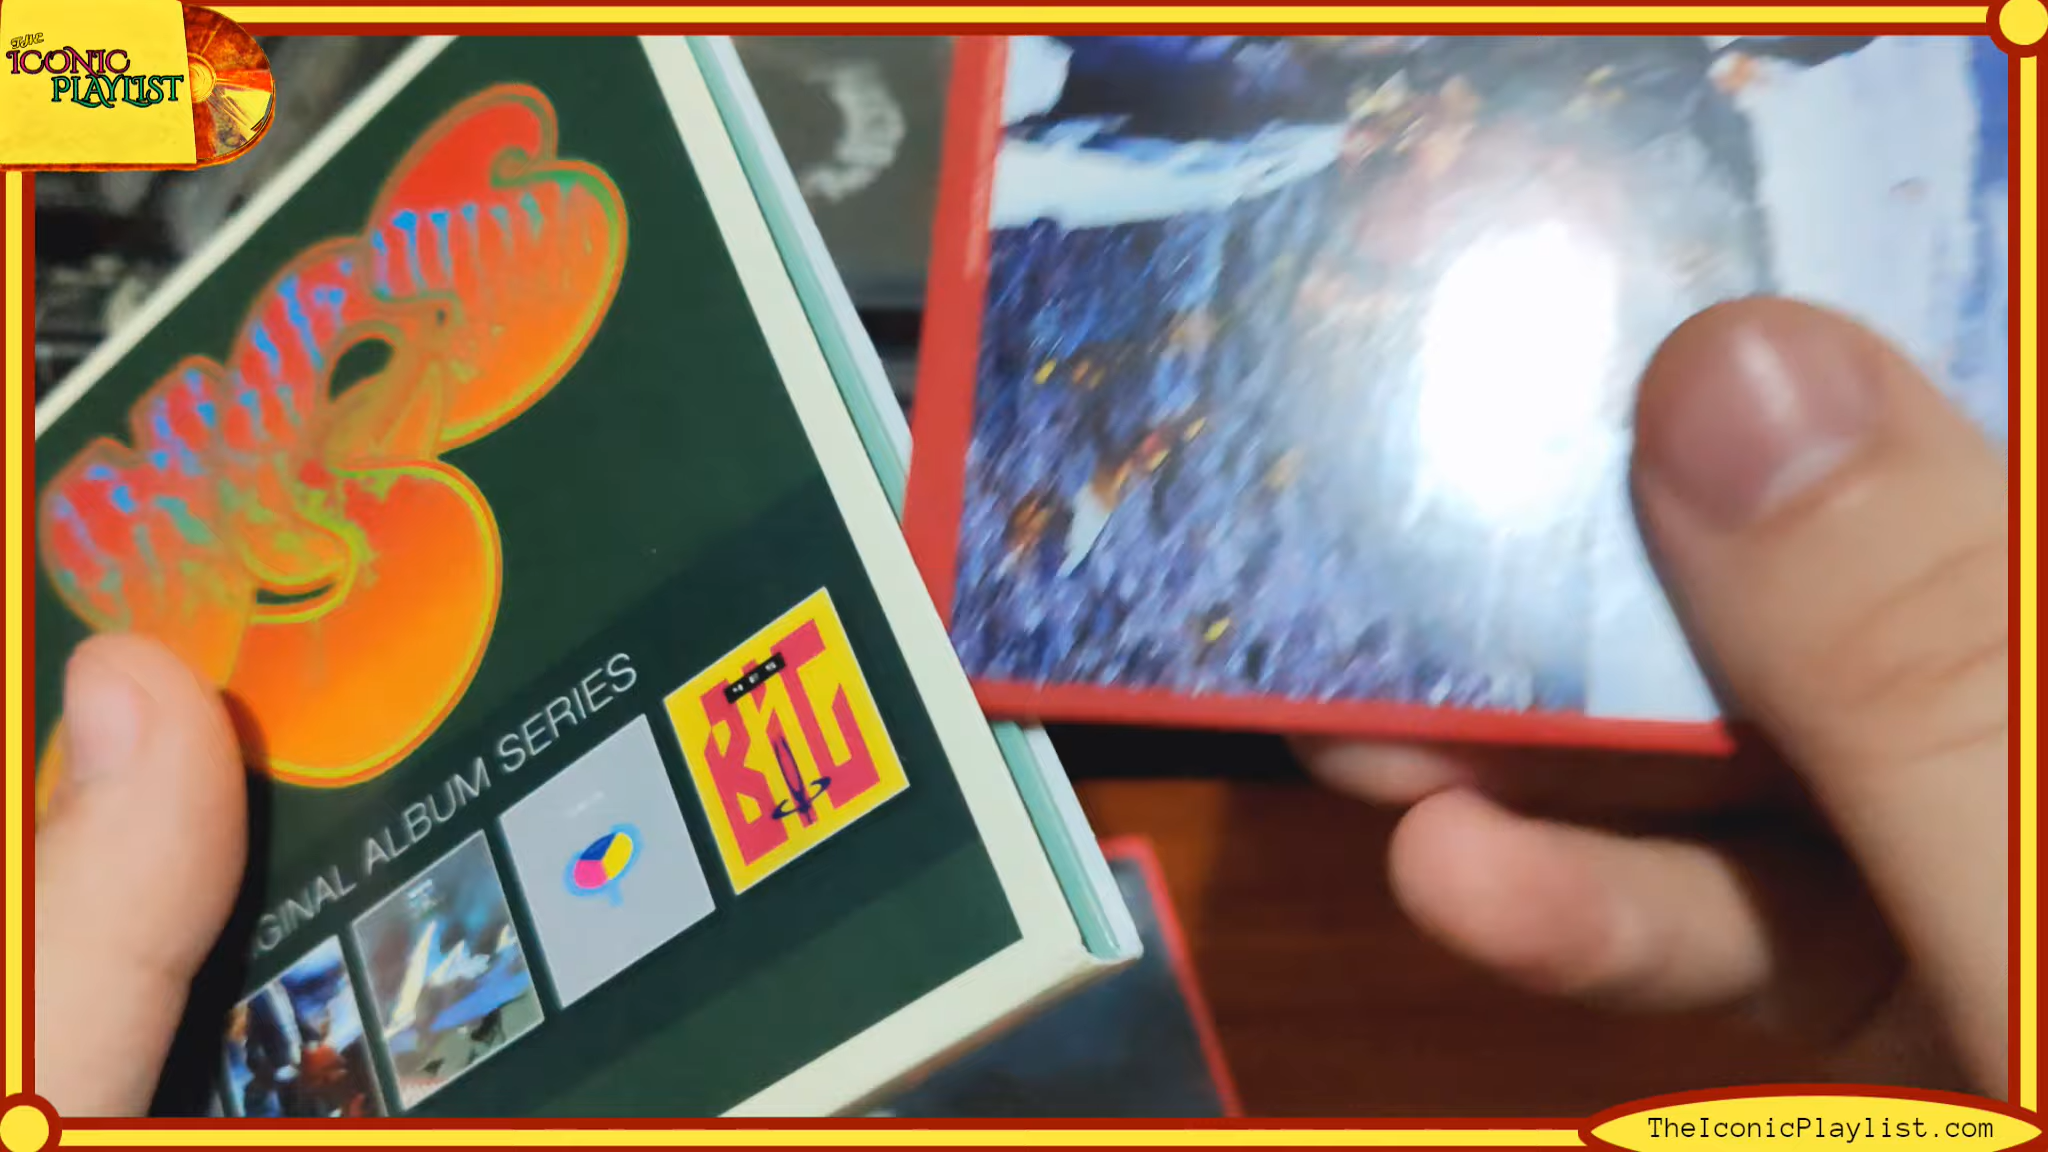 THE
ICONIC
PLAYLIST
GINAL ALBUM SERIES
YES
BIG
TheIconicPlaylist.com